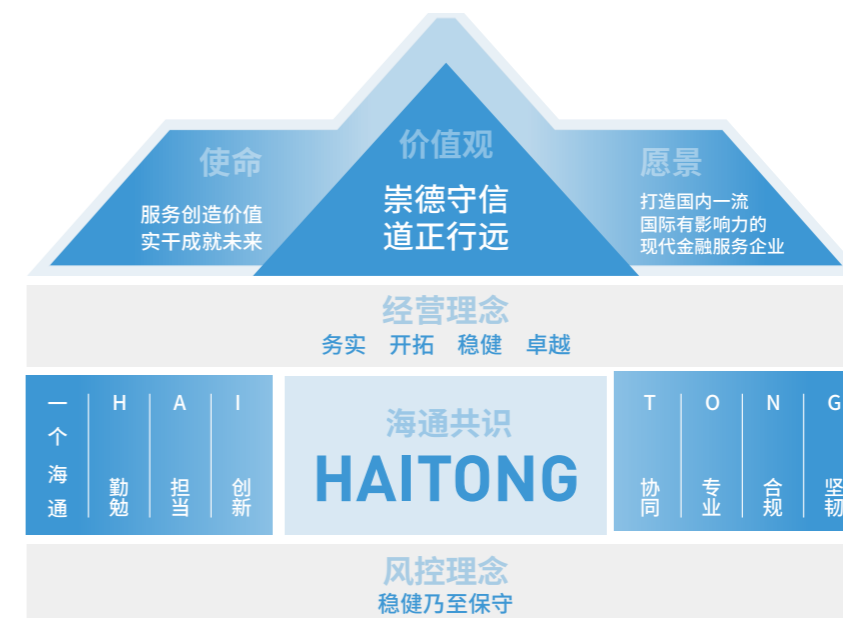 价值观
崇德守信
道正行远
使命
服务创造价值
实干成就未来
愿景
打造国内一流
国际有影响力的
现代金融服务企业
经营理念
务实 开拓 稳健 卓越
一个海通
H 勤勉
A 担当
I 创新
海通共识
HAITONG
T 协同
O 专业
N 合规
G 坚韧
风控理念
稳健乃至保守